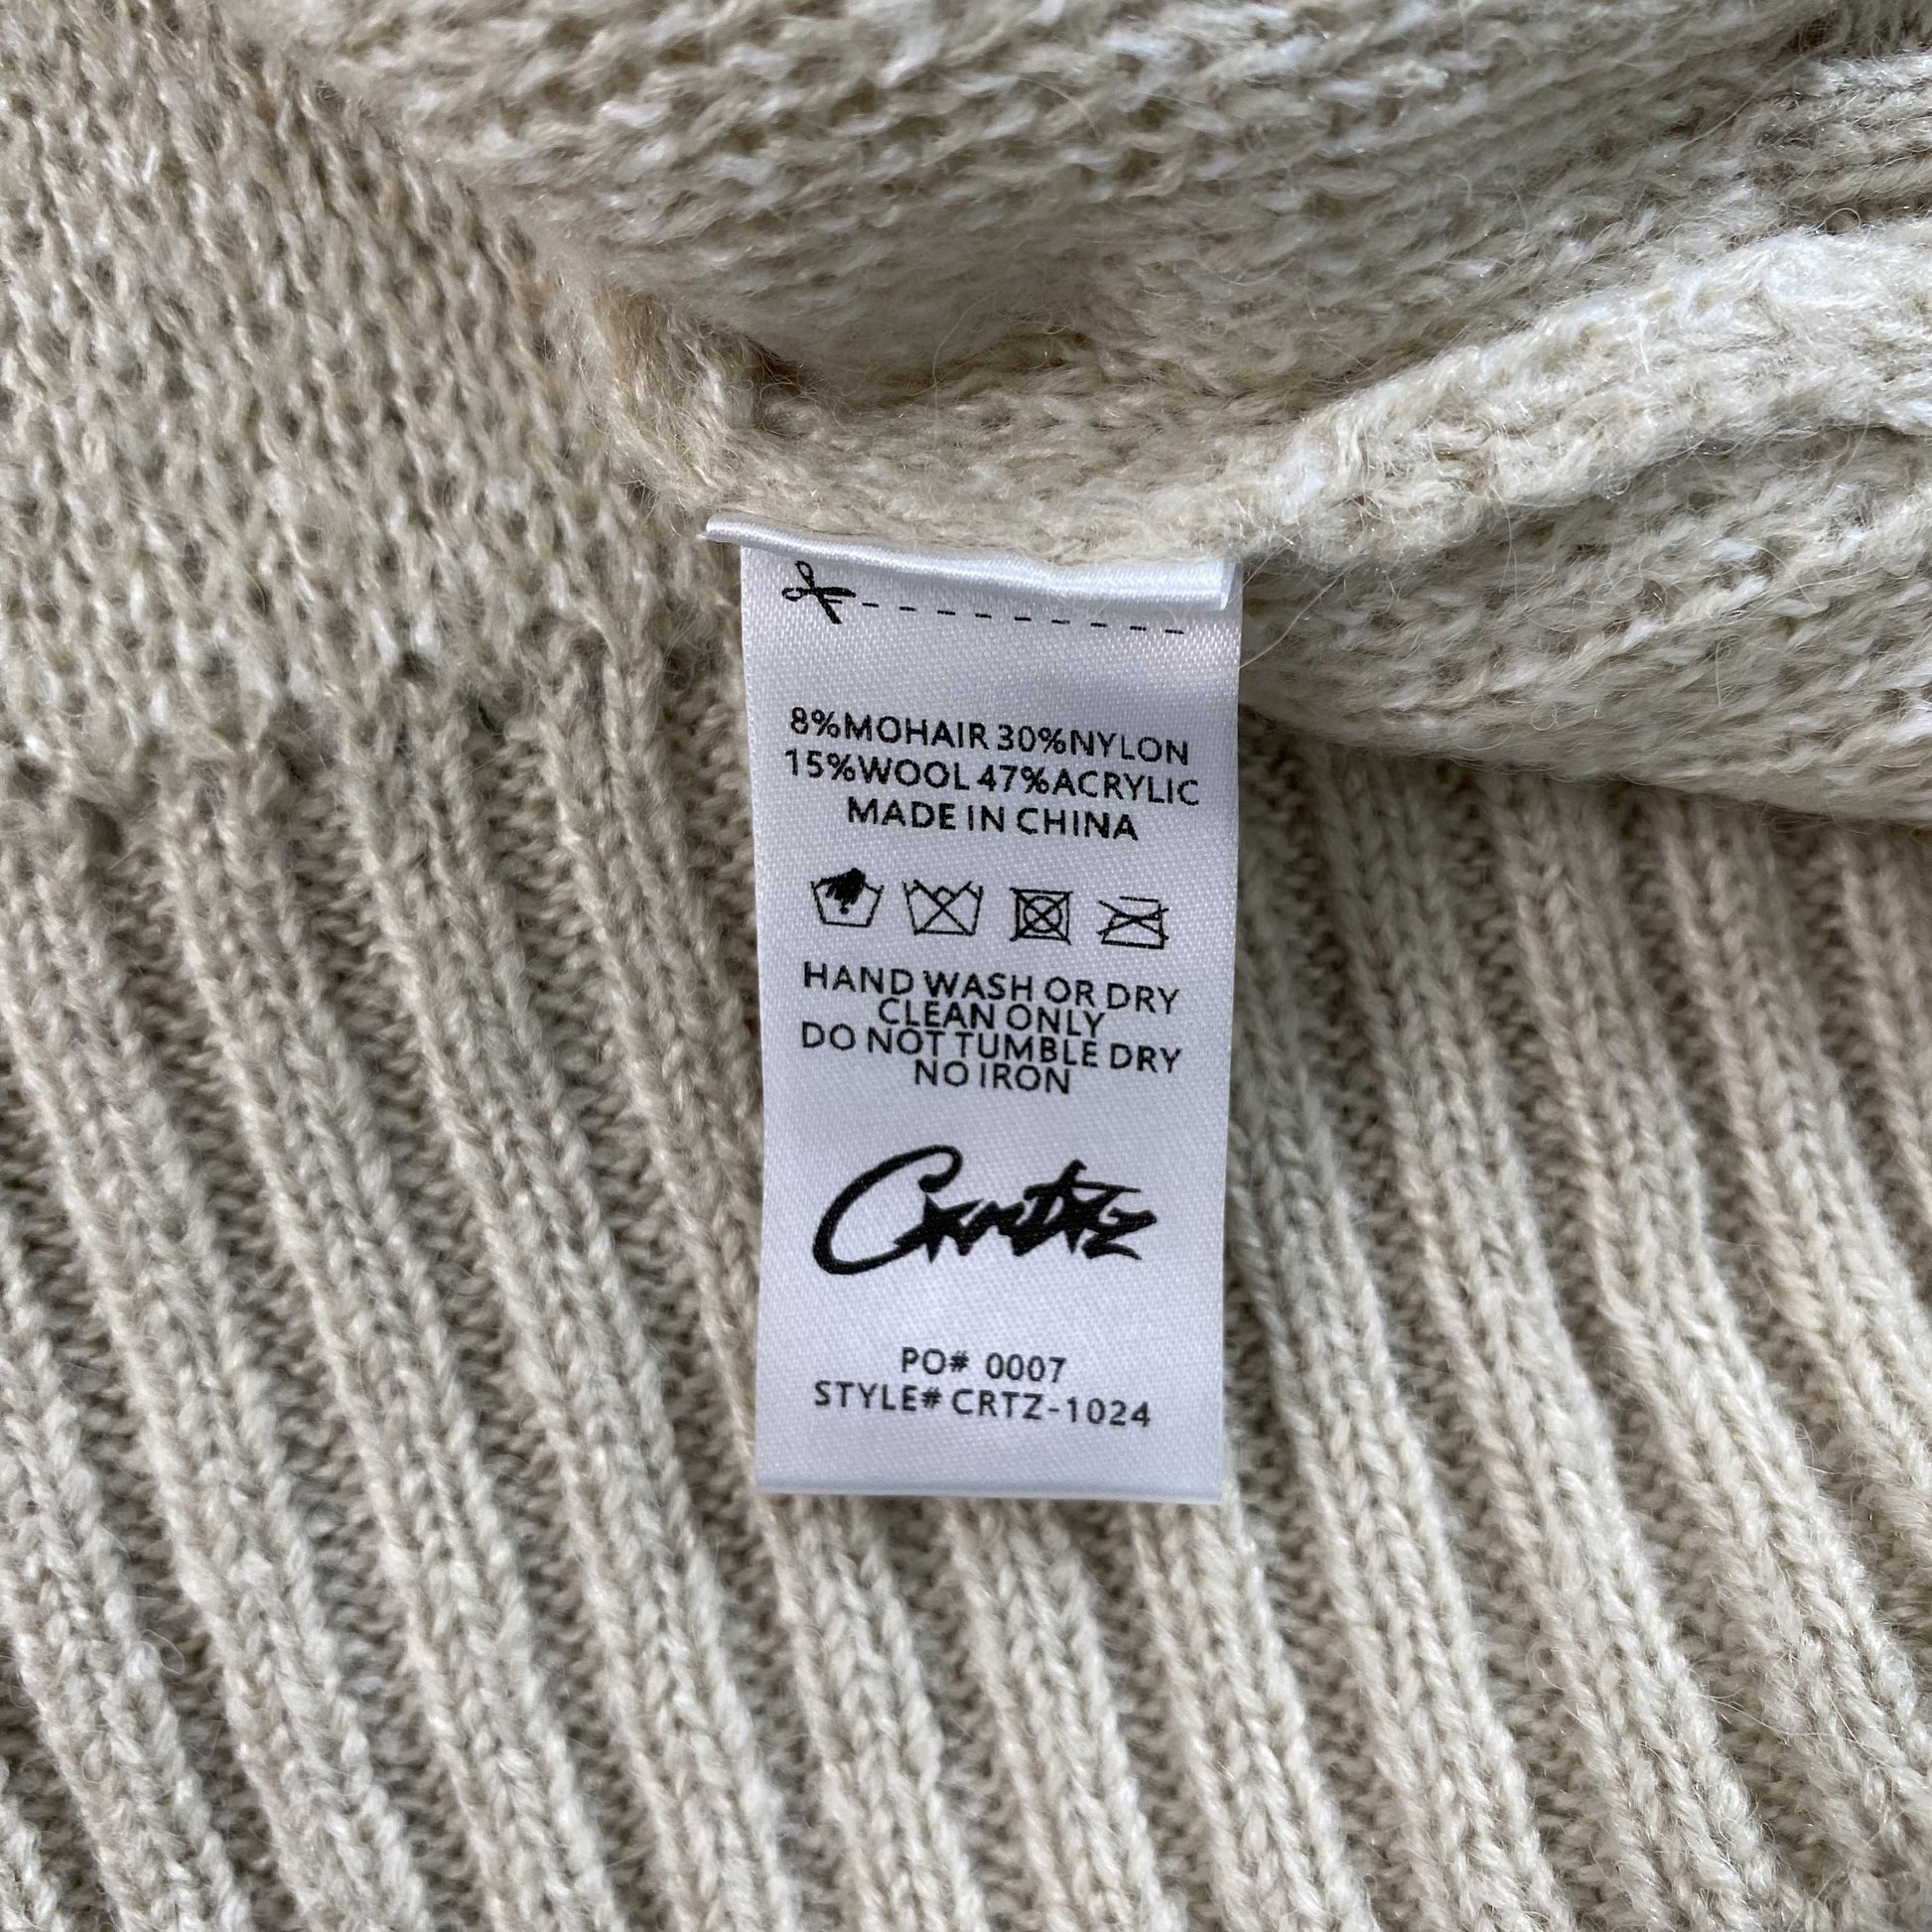 8%MOHAIR 30%NYLON
15%WOOL 47%ACRYLIC
MADE IN CHINA
HAND WASH OR DRY
CLEAN ONLY
DO NOT TUMBLE DRY
NO IRON
Corteiz
PO# 0007
STYLE# CRTZ-1024